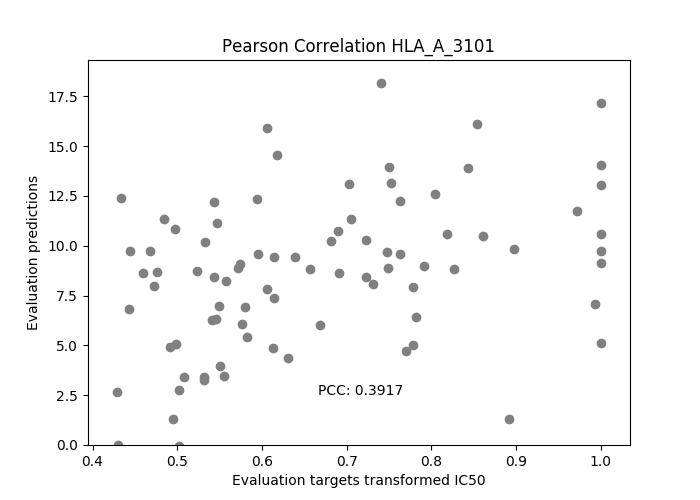 Pearson Correlation HLA_A_3101
Evaluation predictions
17.5
15.0
12.5
10.0
7.5
5.0
2.5
0.0
PCC: 0.3917
0.4 0.5 0.6 0.7 0.8 0.9 1.0
Evaluation targets transformed IC50